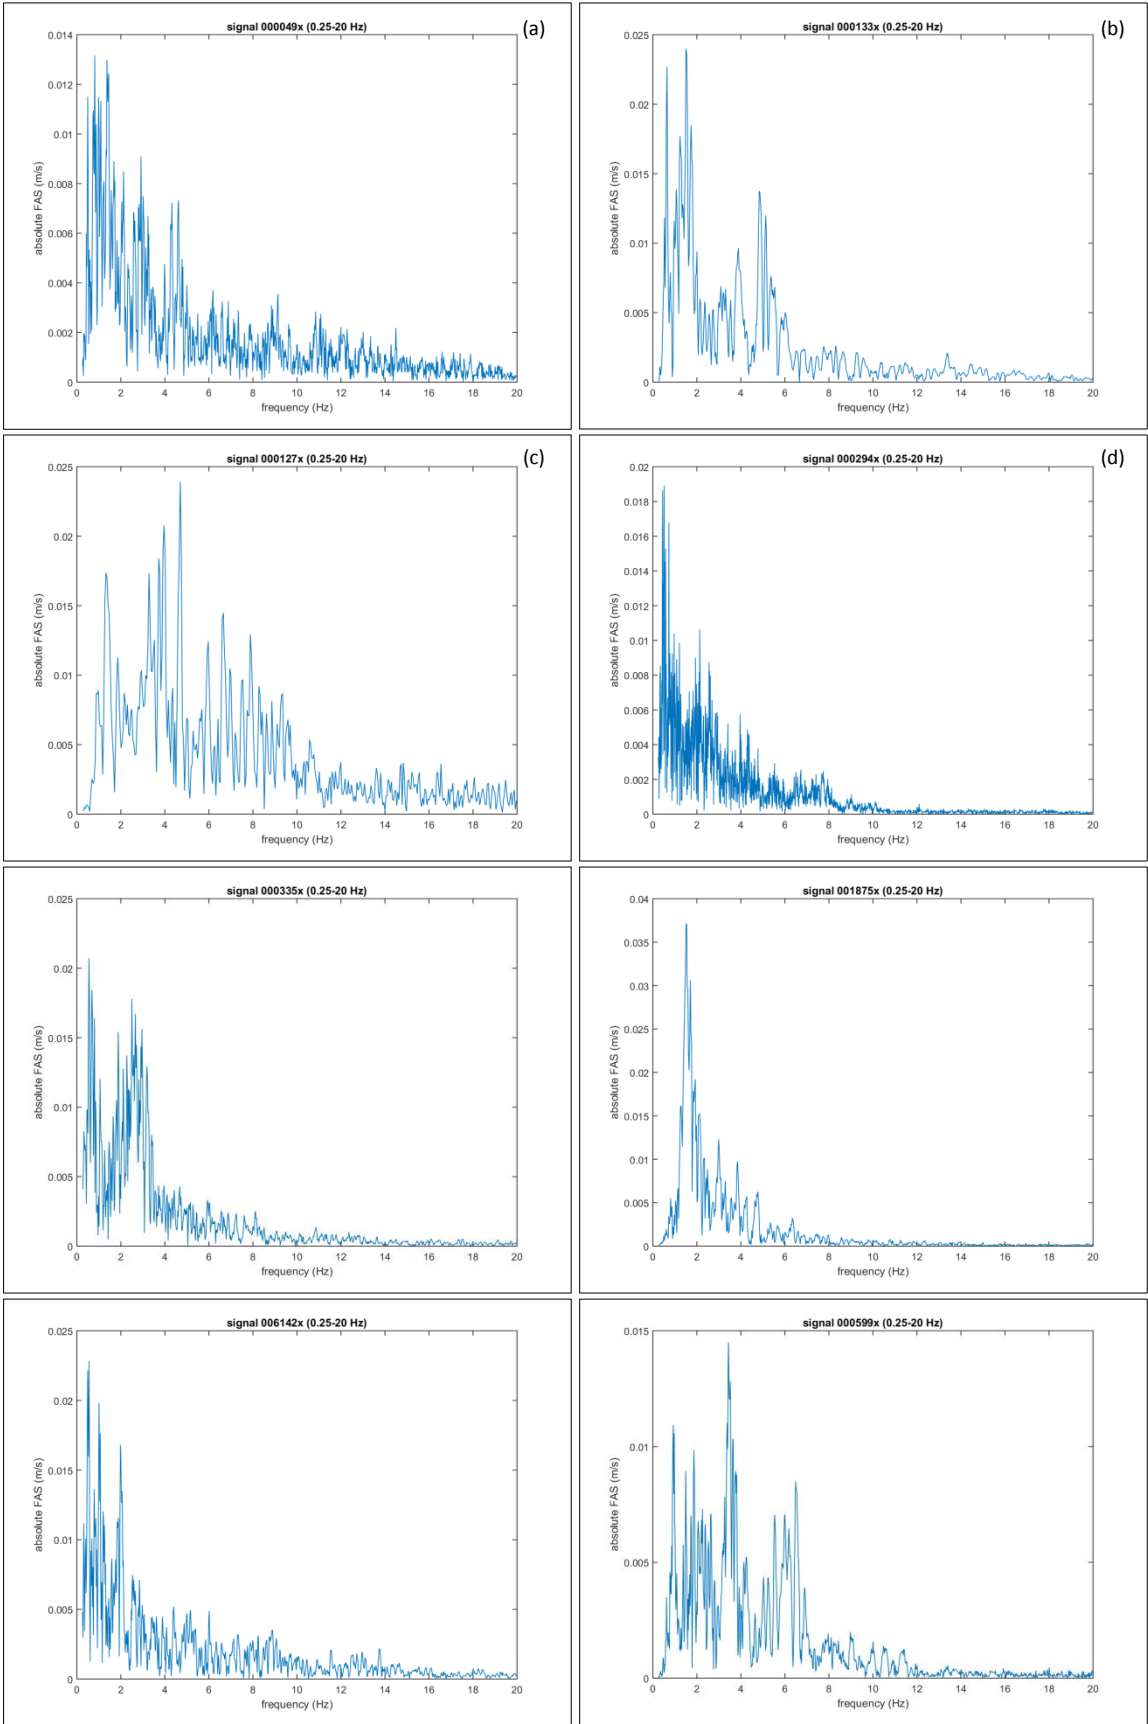 signal 000049x (0.25-20 Hz)
(a)
absolute FAS (m/s)
0.014
0.012
0.01
0.008
0.006
0.004
0.002
0
0 2 4 6 8 10 12 14 16 18 20
frequency (Hz)
signal 000133x (0.25-20 Hz)
(b)
absolute FAS (m/s)
0.025
0.02
0.015
0.01
0.005
0
0 2 4 6 8 10 12 14 16 18 20
frequency (Hz)
signal 000127x (0.25-20 Hz)
(c)
absolute FAS (m/s)
0.025
0.02
0.015
0.01
0.005
0
0 2 4 6 8 10 12 14 16 18 20
frequency (Hz)
signal 000294x (0.25-20 Hz)
(d)
absolute FAS (m/s)
0.02
0.018
0.016
0.014
0.012
0.01
0.008
0.006
0.004
0.002
0
0 2 4 6 8 10 12 14 16 18 20
frequency (Hz)
signal 000335x (0.25-20 Hz)
absolute FAS (m/s)
0.025
0.02
0.015
0.01
0.005
0
0 2 4 6 8 10 12 14 16 18 20
frequency (Hz)
signal 001875x (0.25-20 Hz)
absolute FAS (m/s)
0.04
0.035
0.03
0.025
0.02
0.015
0.01
0.005
0
0 2 4 6 8 10 12 14 16 18 20
frequency (Hz)
signal 006142x (0.25-20 Hz)
absolute FAS (m/s)
0.025
0.02
0.015
0.01
0.005
0
0 2 4 6 8 10 12 14 16 18 20
frequency (Hz)
signal 000599x (0.25-20 Hz)
absolute FAS (m/s)
0.015
0.01
0.005
0
0 2 4 6 8 10 12 14 16 18 20
frequency (Hz)